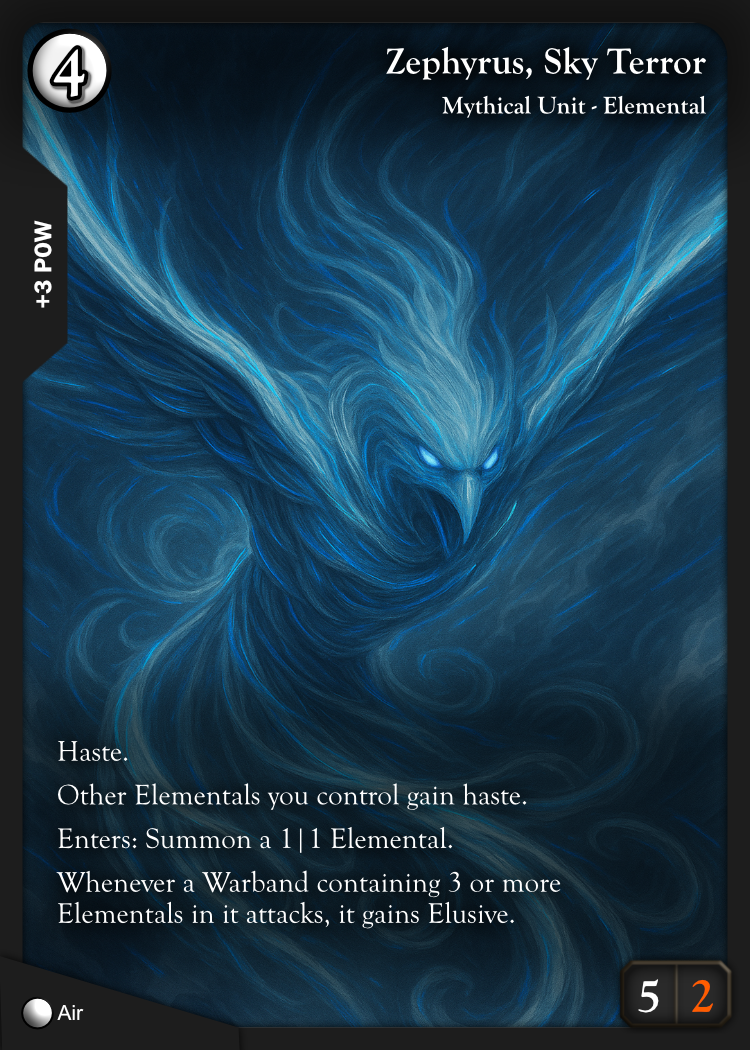 4
Zephyrus, Sky Terror
Mythical Unit - Elemental
+3 POW
Haste.
Other Elementals you control gain haste.
Enters: Summon a 1|1 Elemental.
Whenever a Warband containing 3 or more
Elementals in it attacks, it gains Elusive.
Air
5 2